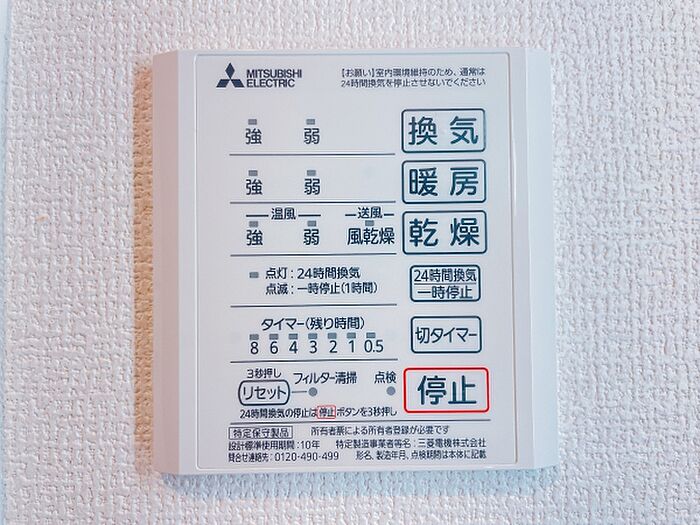 MITSUBISHI
ELECTRIC
【お願い】室内環境維持のため、通常は
24時間換気を停止させないでください
強 弱 換気
強 弱 暖房
温風 送風
強 弱 風乾燥 乾燥
点灯:24時間換気
点滅:一時停止(1時間)
24時間換気
一時停止
タイマー(残り時間)
8 6 4 3 2 1 0.5
切タイマー
3秒押し
リセット フィルター清掃 点検
停止
24時間換気の停止は停止ボタンを3秒押し
特定保守製品 所有者票による所有者登録が必要です
設計標準使用期間:10年 特定製造事業者等名:三菱電機株式会社
問合せ連絡先:0120-490-499 形名、製造年月、点検期間は本体に記載